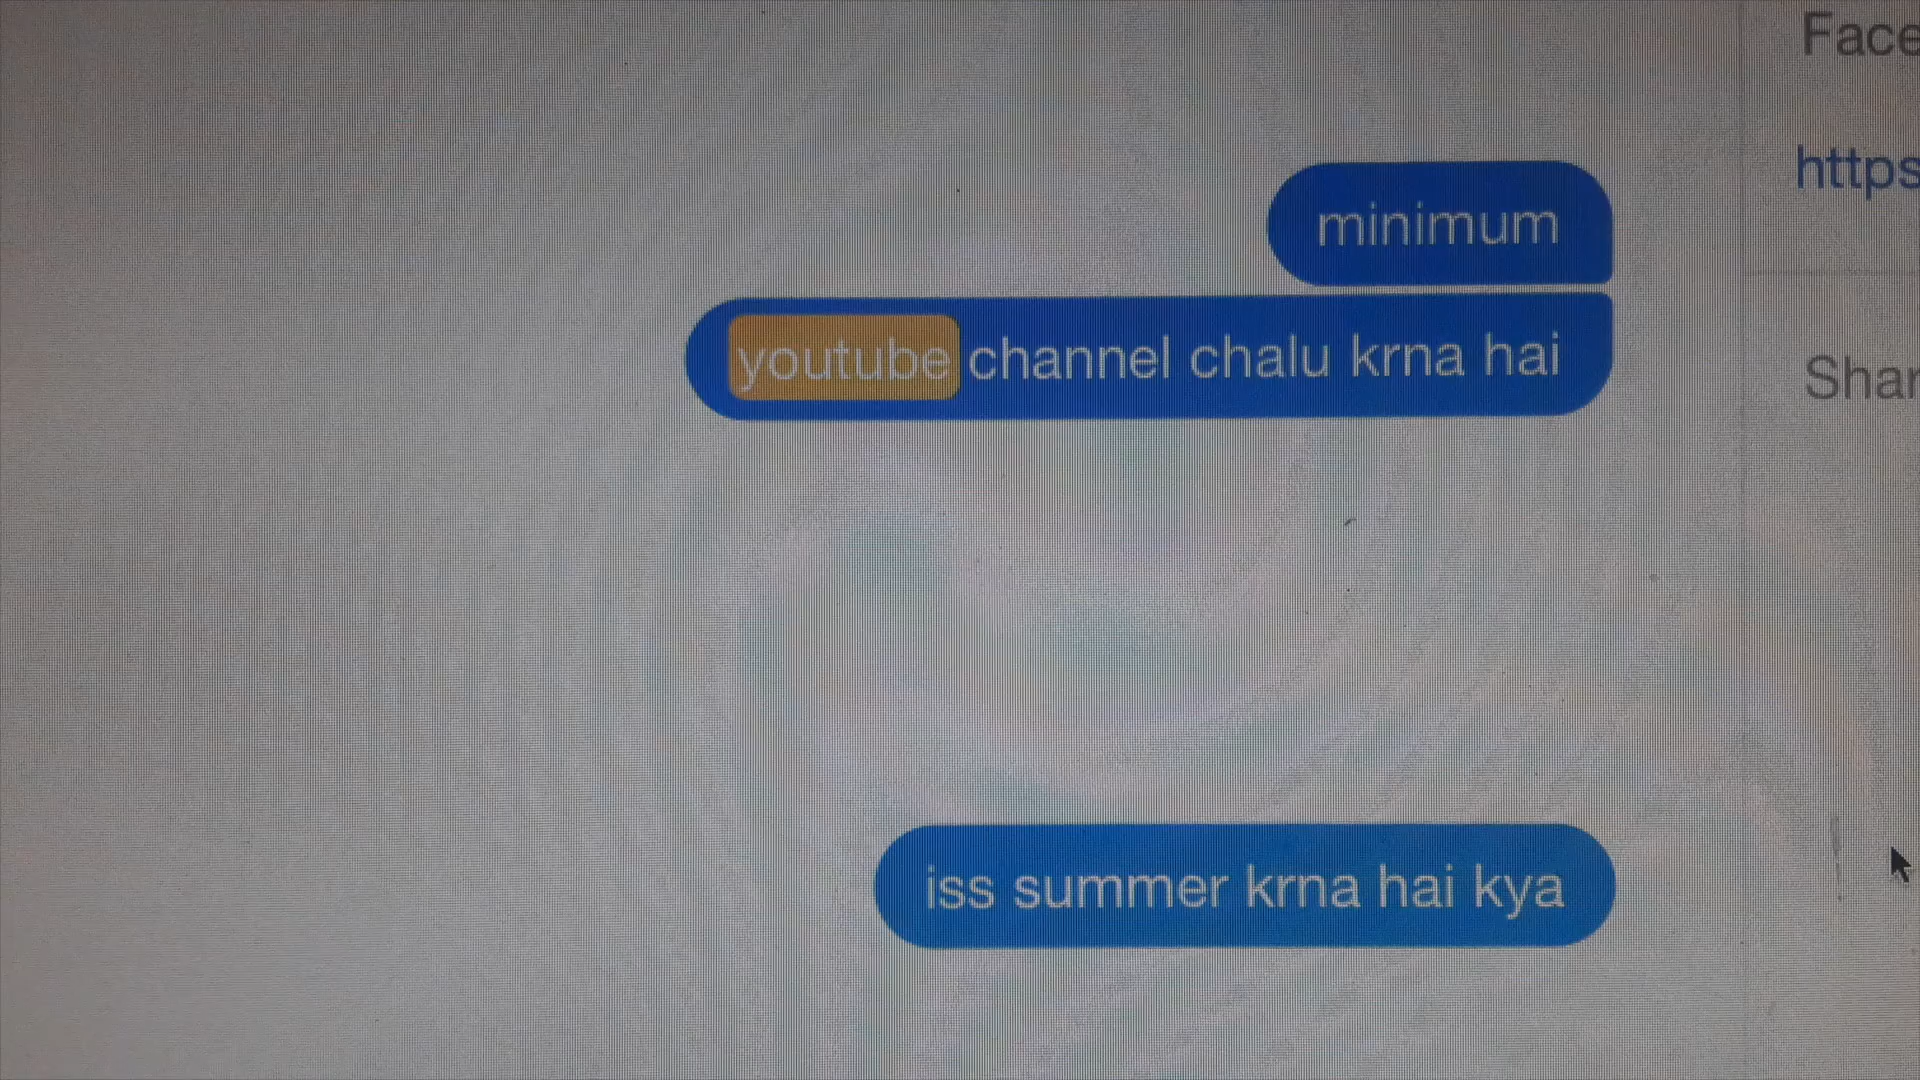 Face
https
minimum
youtube channel chalu krna hai
Shar
iss summer krna hai kya